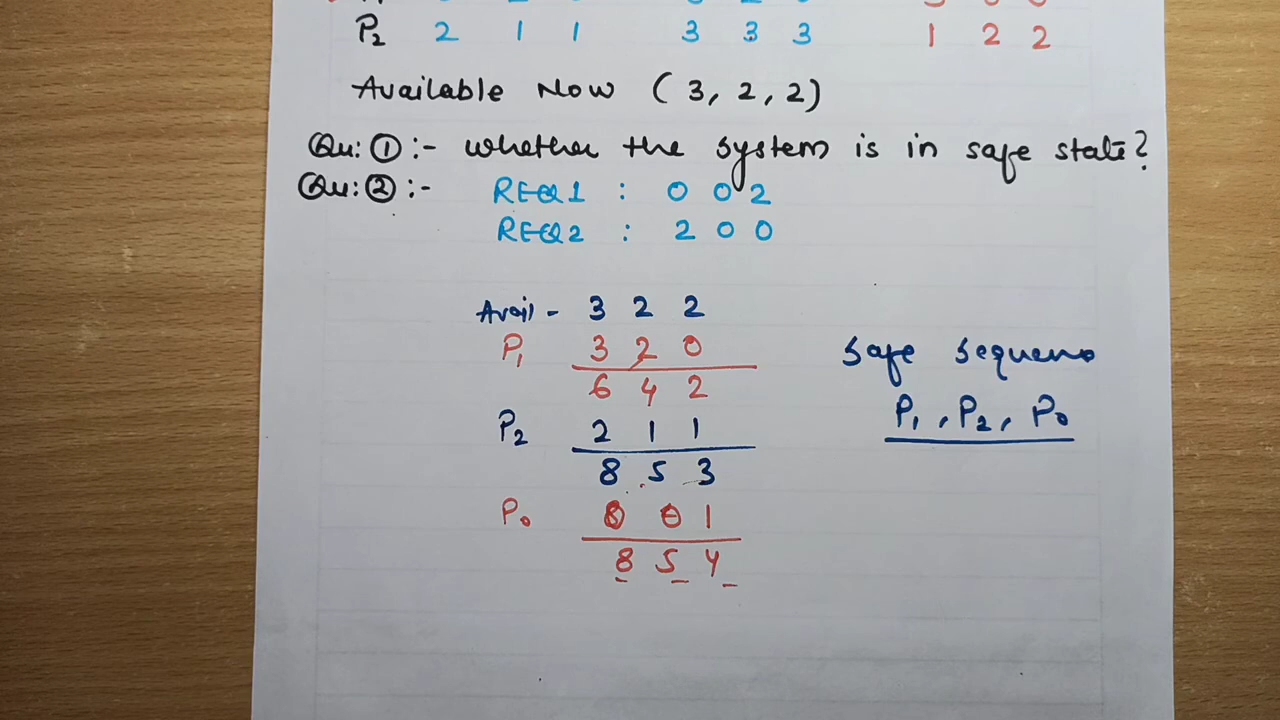 P2 2 1 1 3 3 3 1 2 2
Available Now (3, 2, 2)
Qu: ① :- whether the system is in safe state?
Qu: ② :- REQ1 : 0 0 2
REQ2 : 2 0 0
Avail - 3 2 2
P1 3 2 0
6 4 2
P2 2 1 1
8 5 3
P0 0 0 1
8 5 4
Safe Sequenc
P1, P2, P0